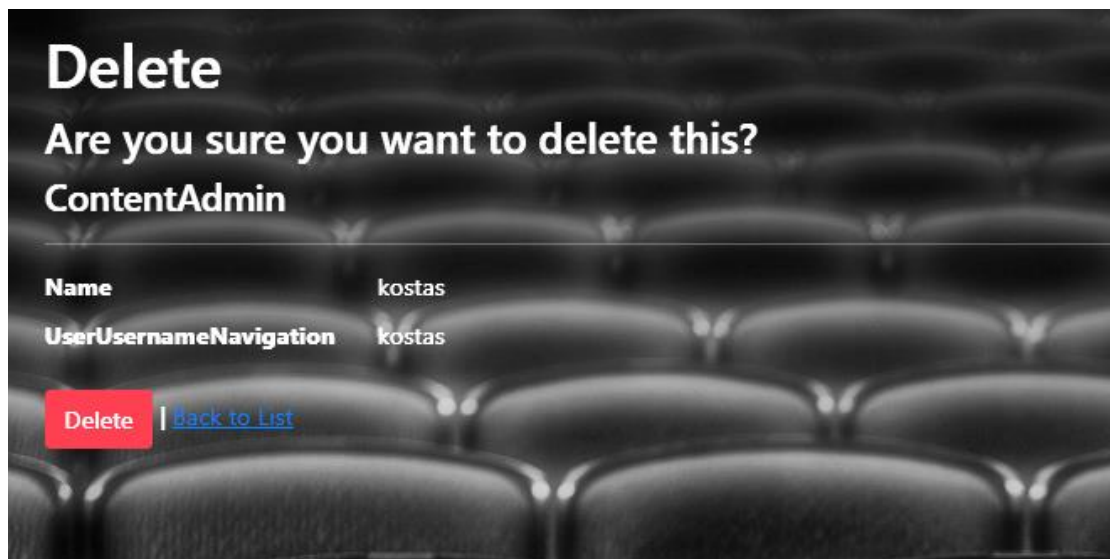 Delete
Are you sure you want to delete this?
ContentAdmin
Name kostas
UserUsernameNavigation kostas
Delete | Back to List